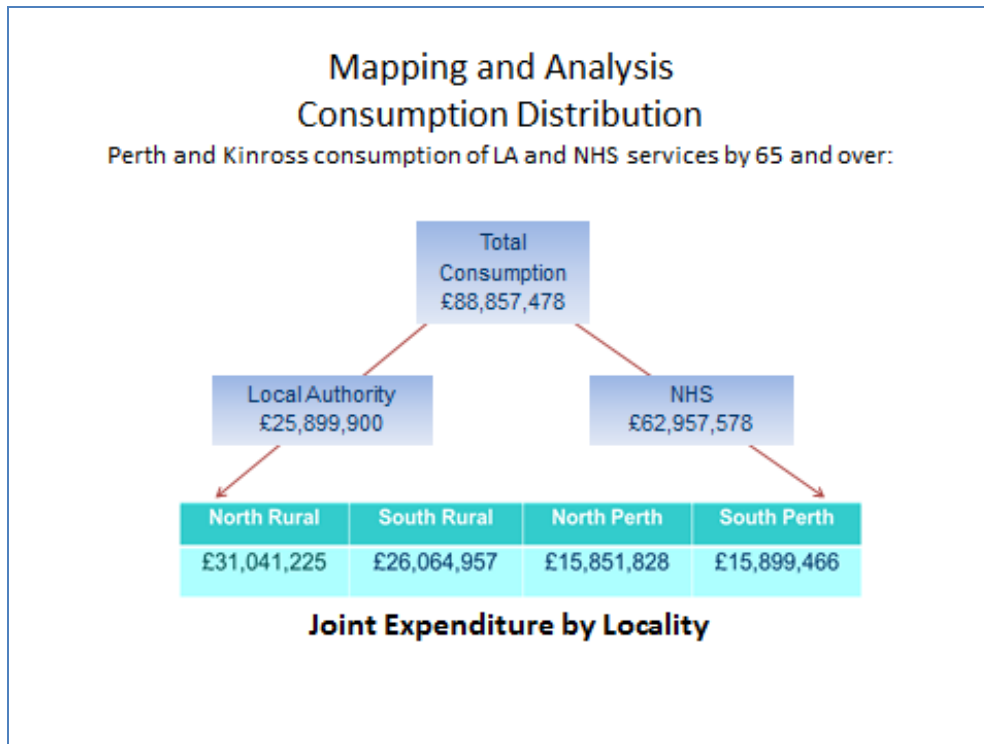 Mapping and Analysis
Consumption Distribution
Perth and Kinross consumption of LA and NHS services by 65 and over:
Total
Consumption
£88,857,478
Local Authority
£25,899,900
NHS
£62,957,578
North Rural South Rural North Perth South Perth
£31,041,225 £26,064,957 £15,851,828 £15,899,466
Joint Expenditure by Locality